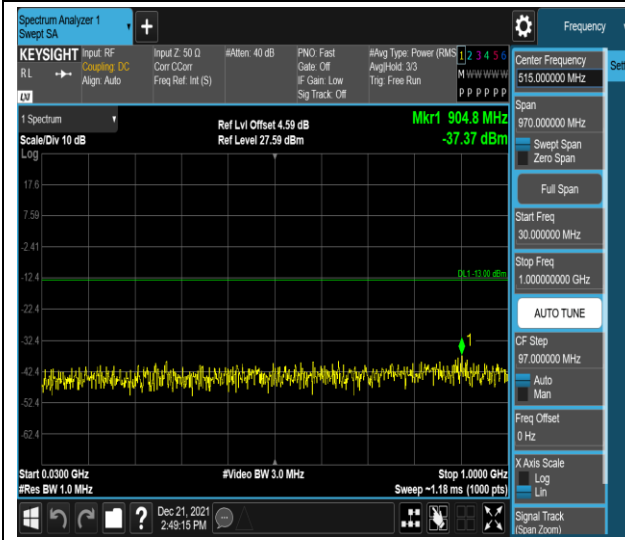 Spectrum Analyzer 1
Swept SA
+
Frequency
KEYSIGHT
RL
LXI
Input: RF
Coupling: DC
Align: Auto
Input Z: 50 Ω
Corr CCorr
Freq Ref: Int (S)
#Atten: 40 dB
PNO: Fast
Gate: Off
IF Gain: Low
Sig Track: Off
#Avg Type: Power (RMS
Avg|Hold: 3/3
Trig: Free Run
1 2 3 4 5 6
M W W W W W
P P P P P P
1 Spectrum
Scale/Div 10 dB
Log
Ref Lvl Offset 4.59 dB
Ref Level 27.59 dBm
Mkr1 904.8 MHz
-37.37 dBm
17.6
7.59
-2.41
-12.4
-22.4
-32.4
-42.4
-52.4
-62.4
DL1 -13.00 dBm
1
Start 0.0300 GHz
#Res BW 1.0 MHz
#Video BW 3.0 MHz
Stop 1.0000 GHz
Sweep ~1.18 ms (1000 pts)
?
Dec 21, 2021
2:49:15 PM
Center Frequency
515.000000 MHz
Span
970.000000 MHz
Swept Span
Zero Span
Full Span
Start Freq
30.000000 MHz
Stop Freq
1.000000000 GHz
AUTO TUNE
CF Step
97.000000 MHz
Auto
Man
Freq Offset
0 Hz
X Axis Scale
Log
Lin
Signal Track
(Span Zoom)
Sett